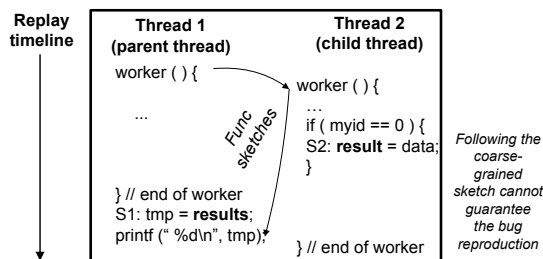 Replay
timeline
Thread 1
(parent thread)
worker ( ) {
...
} // end of worker
S1: tmp = results;
printf (“ %d\n”, tmp);
Func
sketches
Thread 2
(child thread)
worker ( ) {
…
if ( myid == 0 ) {
S2: result = data;
}
} // end of worker
Following the
coarse-
grained
sketch cannot
guarantee
the bug
reproduction